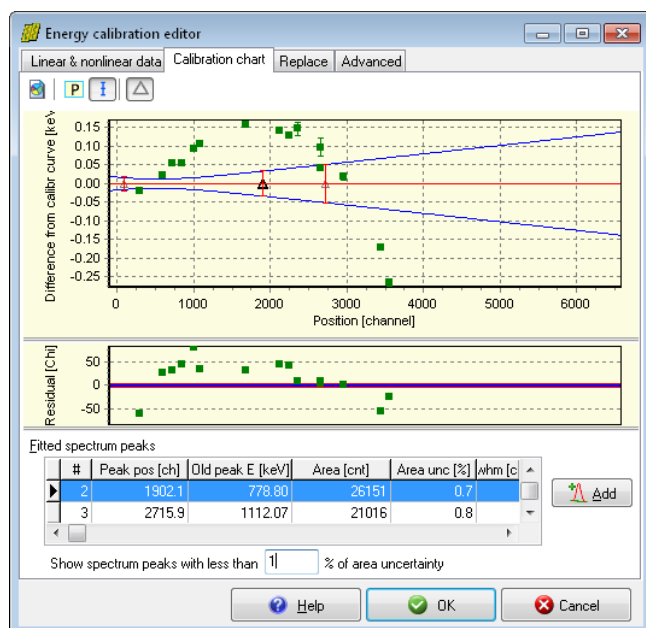 Energy calibration editor
Linear & nonlinear data Calibration chart Replace Advanced
P
Difference from calibr curve [keV
0.15
0.10
0.05
0.00
-0.05
-0.10
-0.15
-0.20
-0.25
0 1000 2000 3000 4000 5000 6000
Position [channel]
Residual [Chi]
50
0
-50
Fitted spectrum peaks
# Peak pos [ch] Old peak E [keV] Area [cnt] Area unc [%] whm [c
2 1902.1 778.80 26151 0.7
3 2715.9 1112.07 21016 0.8
Add
Show spectrum peaks with less than 1 % of area uncertainty
Help OK Cancel